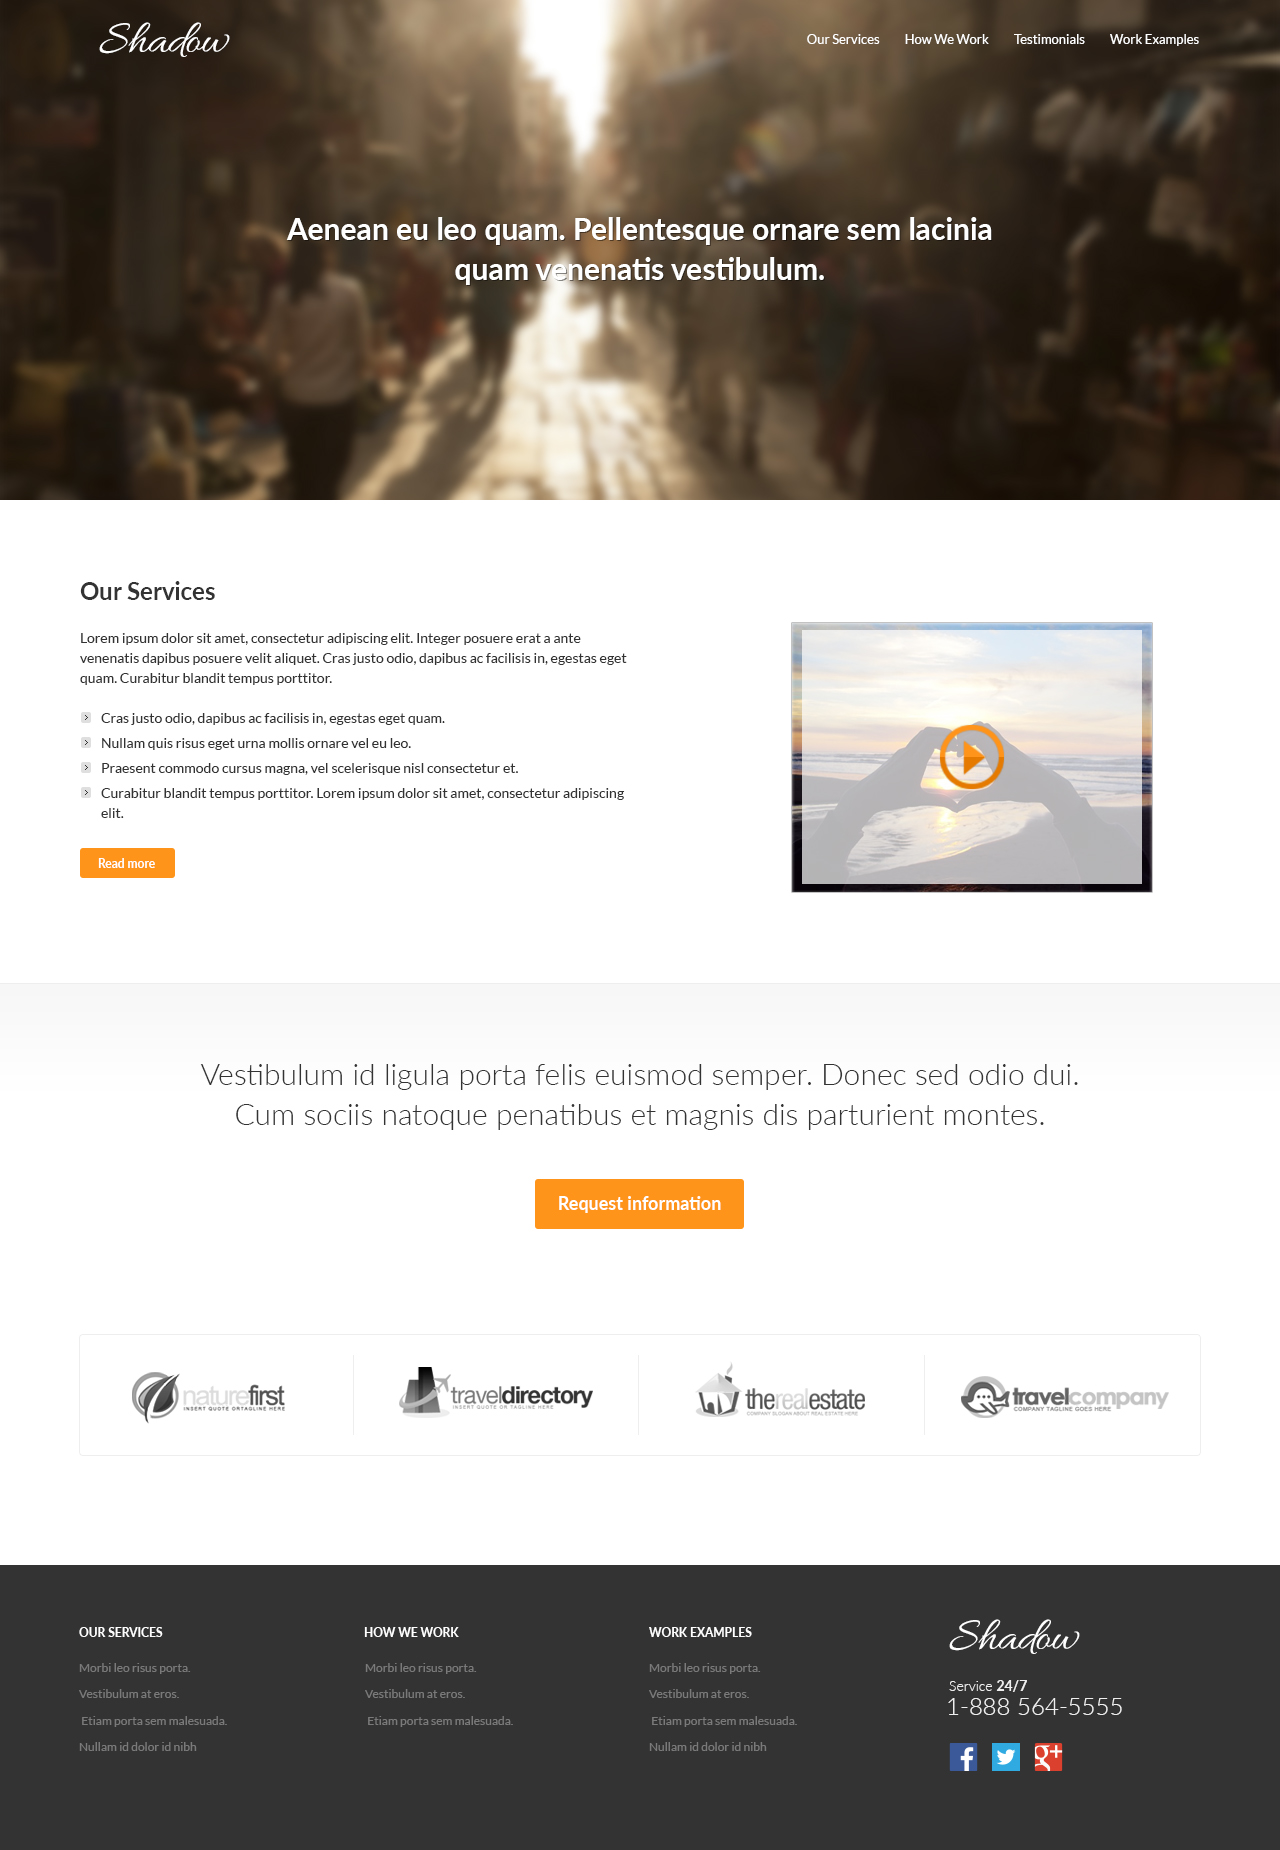 Shadow
Our Services How We Work Testimonials Work Examples
Aenean eu leo quam. Pellentesque ornare sem lacinia
quam venenatis vestibulum.
Our Services
Lorem ipsum dolor sit amet, consectetur adipiscing elit. Integer posuere erat a ante
venenatis dapibus posuere velit aliquet. Cras justo odio, dapibus ac facilisis in, egestas eget
quam. Curabitur blandit tempus porttitor.
Cras justo odio, dapibus ac facilisis in, egestas eget quam.
Nullam quis risus eget urna mollis ornare vel eu leo.
Praesent commodo cursus magna, vel scelerisque nisl consectetur et.
Curabitur blandit tempus porttitor. Lorem ipsum dolor sit amet, consectetur adipiscing
elit.
Read more
Vestibulum id ligula porta felis euismod semper. Donec sed odio dui.
Cum sociis natoque penatibus et magnis dis parturient montes.
Request information
naturefirst
INSERT QUOTE ORTAGLINE HERE
traveldirectory
INSERT QUOTE OR TAGLINE HERE
therealestate
COMPANY SLOGAN ABOUT REAL ESTATE HERE
travelcompany
COMPANY TAGLINE GOES HERE
OUR SERVICES
Morbi leo risus porta.
Vestibulum at eros.
Etiam porta sem malesuada.
Nullam id dolor id nibh
HOW WE WORK
Morbi leo risus porta.
Vestibulum at eros.
Etiam porta sem malesuada.
WORK EXAMPLES
Morbi leo risus porta.
Vestibulum at eros.
Etiam porta sem malesuada.
Nullam id dolor id nibh
Shadow
Service 24/7
1-888 564-5555